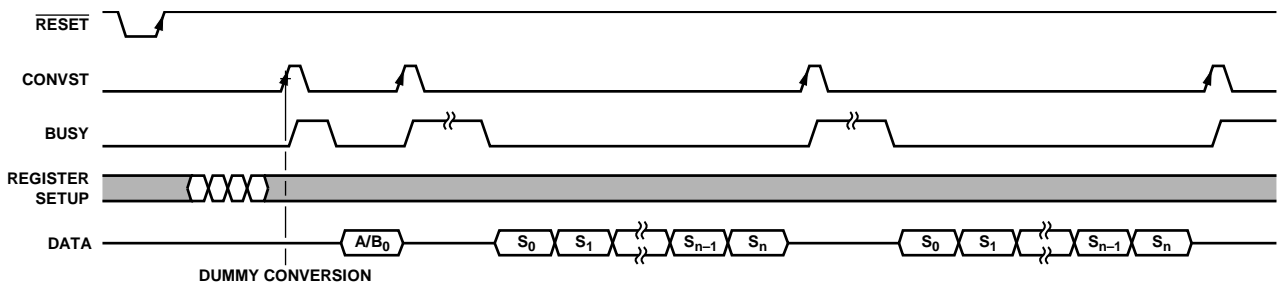 RESET
CONVST
BUSY
REGISTER
SETUP
A/B0
S0 S1 Sn–1 Sn S0 S1 Sn–1 Sn
DATA
DUMMY CONVERSION